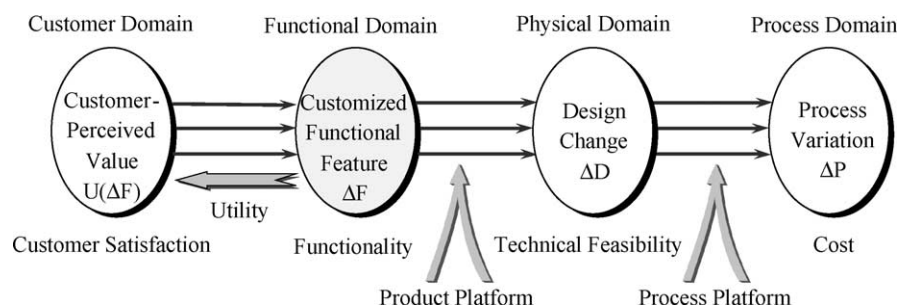 Customer Domain
Functional Domain
Physical Domain
Process Domain
Customer-
Perceived
Value
U(ΔF)
Customized
Functional
Feature
ΔF
Design
Change
ΔD
Process
Variation
ΔP
Utility
Customer Satisfaction
Functionality
Technical Feasibility
Cost
Product Platform
Process Platform